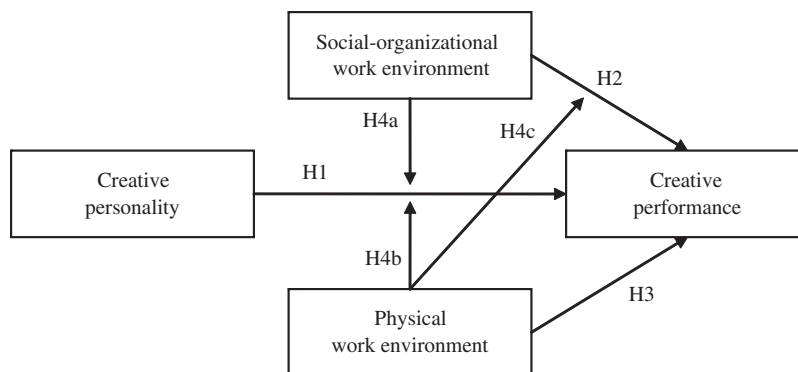 Social-organizational
work environment
H2
H4a
H4c
H1
Creative
personality
Creative
performance
H4b
H3
Physical
work environment